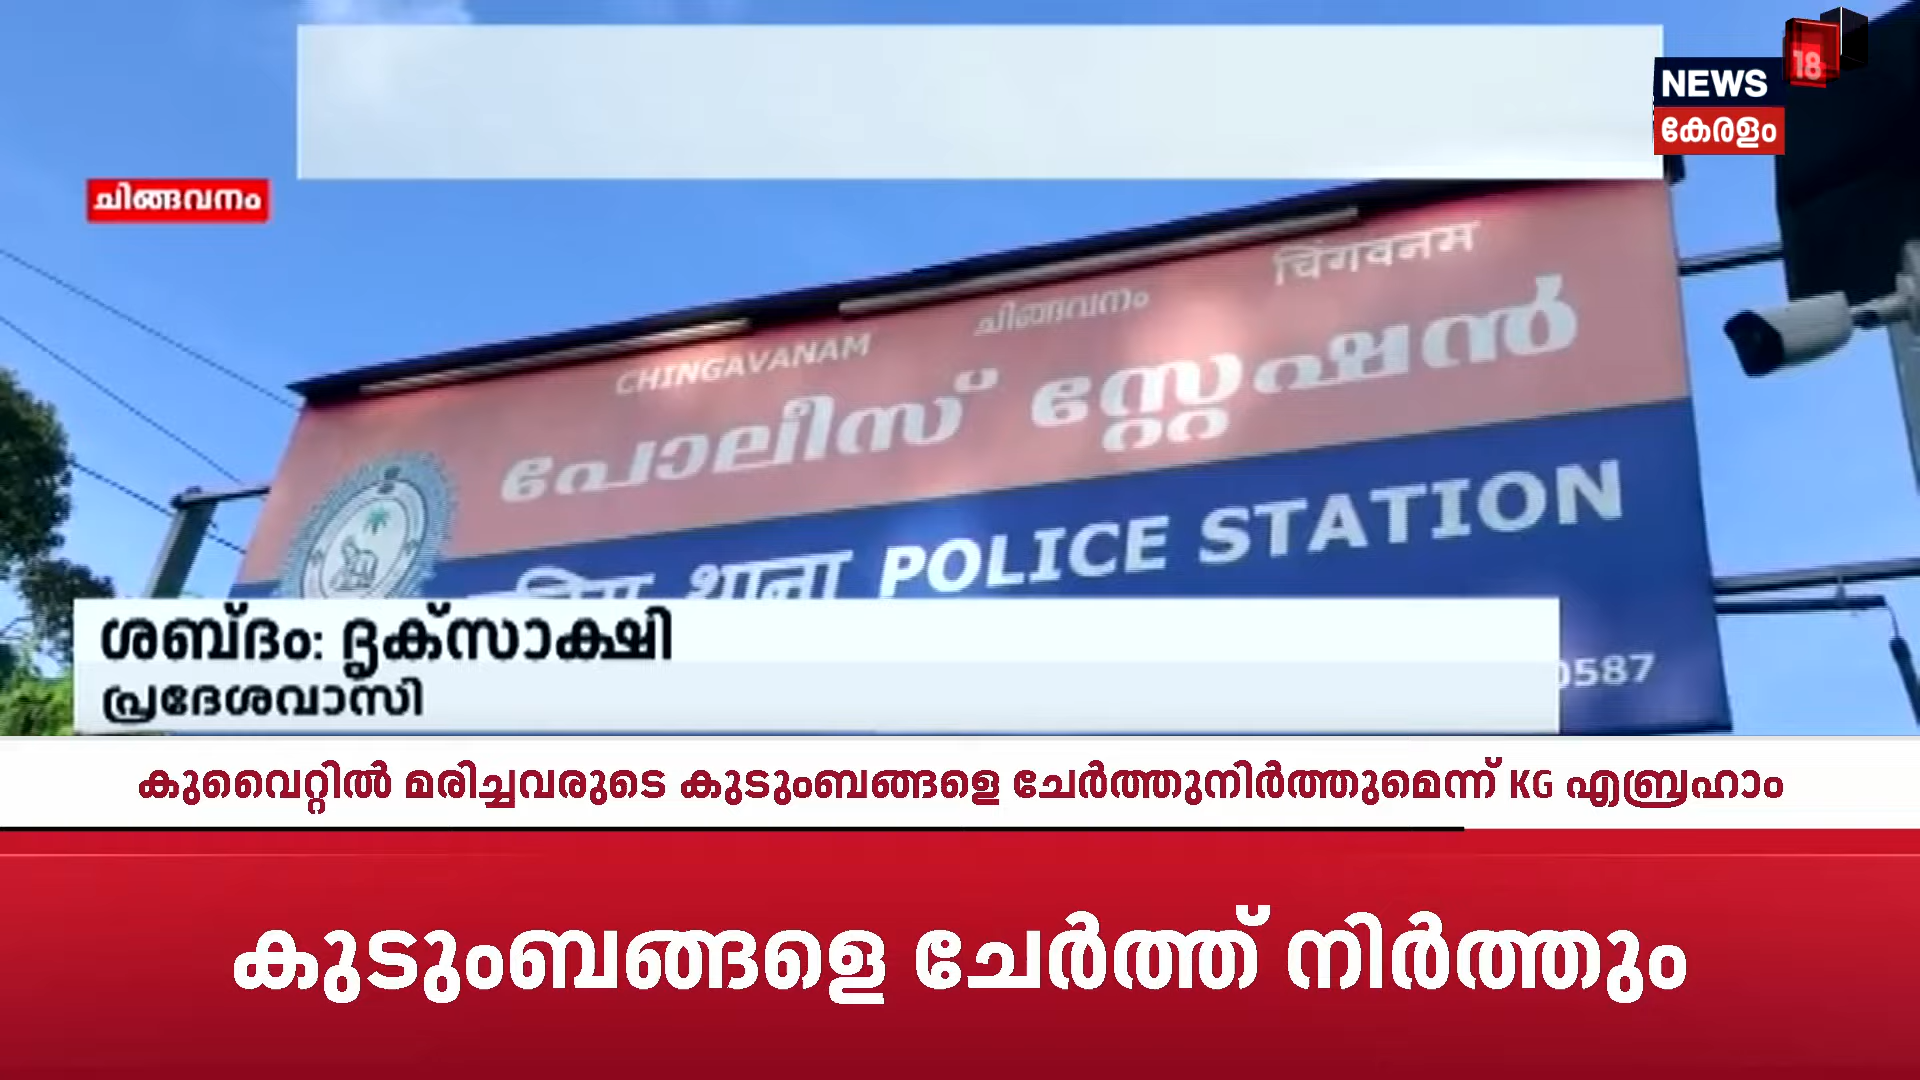 NEWS 18
കേരളം
ചിങ്ങവനം
CHINGAVANAM ചിങ്ങവനം चिंगवनम
പോലീസ് സ്റ്റേഷൻ
थाना POLICE STATION
0587
ശബ്ദം: ദൃക്സാക്ഷി
പ്രദേശവാസി
കുവൈറ്റിൽ മരിച്ചവരുടെ കുടുംബങ്ങളെ ചേർത്തുനിർത്തുമെന്ന് KG എബ്രഹാം
കുടുംബങ്ങളെ ചേർത്ത് നിർത്തും